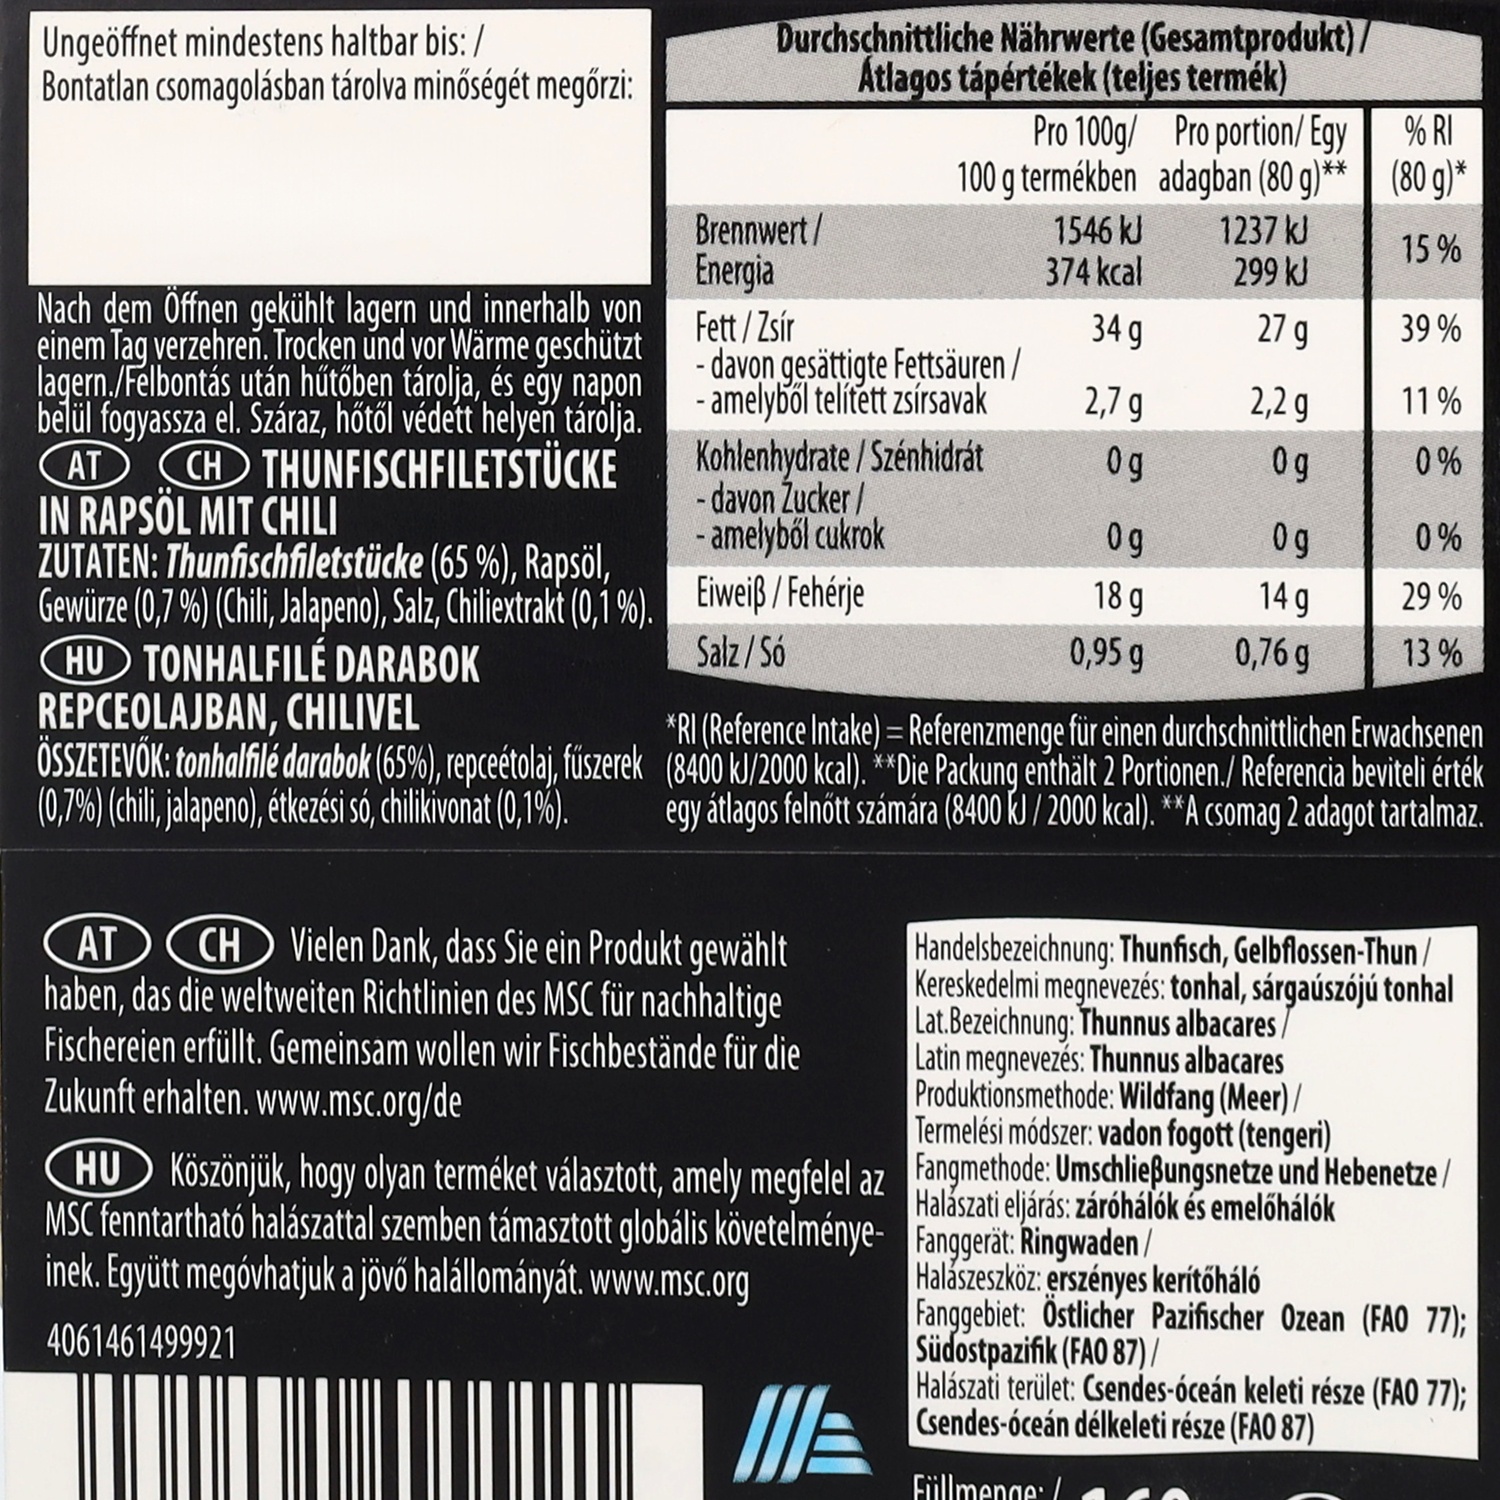 Ungeöffnet mindestens haltbar bis: /
Bontatlan csomagolásban tárolva minőségét megőrzi:
Nach dem Öffnen gekühlt lagern und innerhalb von
einem Tag verzehren. Trocken und vor Wärme geschützt
lagern./Felbontás után hűtőben tárolja, és egy napon
belül fogyassza el. Száraz, hőtől védett helyen tárolja.
AT CH THUNFISCHFILETSTÜCKE
IN RAPSÖL MIT CHILI
ZUTATEN: Thunfischfiletstücke (65 %), Rapsöl,
Gewürze (0,7 %) (Chili, Jalapeno), Salz, Chiliextrakt (0,1 %).
HU TONHALFILÉ DARABOK
REPCEOLAJBAN, CHILIVEL
ÖSSZETEVŐK: tonhalfilé darabok (65%), repceétolaj, fűszerek
(0,7%) (chili, jalapeno), étkezési só, chilikivonat (0,1%).
Durchschnittliche Nährwerte (Gesamtprodukt) /
Átlagos tápértékek (teljes termék)
Pro 100g/ Pro portion/ Egy % RI
100 g termékben adagban (80 g)** (80 g)*
Brennwert / 1546 kJ 1237 kJ 15 %
Energia 374 kcal 299 kJ
Fett / Zsír 34 g 27 g 39 %
- davon gesättigte Fettsäuren /
- amelyből telített zsírsavak 2,7 g 2,2 g 11 %
Kohlenhydrate / Szénhidrát 0 g 0 g 0 %
- davon Zucker /
- amelyből cukrok 0 g 0 g 0 %
Eiweiß / Fehérje 18 g 14 g 29 %
Salz / Só 0,95 g 0,76 g 13 %
*RI (Reference Intake) = Referenzmenge für einen durchschnittlichen Erwachsenen
(8400 kJ/2000 kcal). **Die Packung enthält 2 Portionen./ Referencia beviteli érték
egy átlagos felnőtt számára (8400 kJ / 2000 kcal). **A csomag 2 adagot tartalmaz.
AT CH Vielen Dank, dass Sie ein Produkt gewählt
haben, das die weltweiten Richtlinien des MSC für nachhaltige
Fischereien erfüllt. Gemeinsam wollen wir Fischbestände für die
Zukunft erhalten. www.msc.org/de
HU Köszönjük, hogy olyan terméket választott, amely megfelel az
MSC fenntartható halászattal szemben támasztott globális követelménye-
inek. Együtt megóvhatjuk a jövő halállományát. www.msc.org
4061461499921
Handelsbezeichnung: Thunfisch, Gelbflossen-Thun /
Kereskedelmi megnevezés: tonhal, sárgaúszójú tonhal
Lat.Bezeichnung: Thunnus albacares /
Latin megnevezés: Thunnus albacares
Produktionsmethode: Wildfang (Meer) /
Termelési módszer: vadon fogott (tengeri)
Fangmethode: Umschließungsnetze und Hebenetze /
Halászati eljárás: záróhálók és emelőhálók
Fanggerät: Ringwaden /
Halászeszköz: erszényes kerítőháló
Fanggebiet: Östlicher Pazifischer Ozean (FAO 77);
Südostpazifik (FAO 87) /
Halászati terület: Csendes-óceán keleti része (FAO 77);
Csendes-óceán délkeleti része (FAO 87)
Füllmenge: /